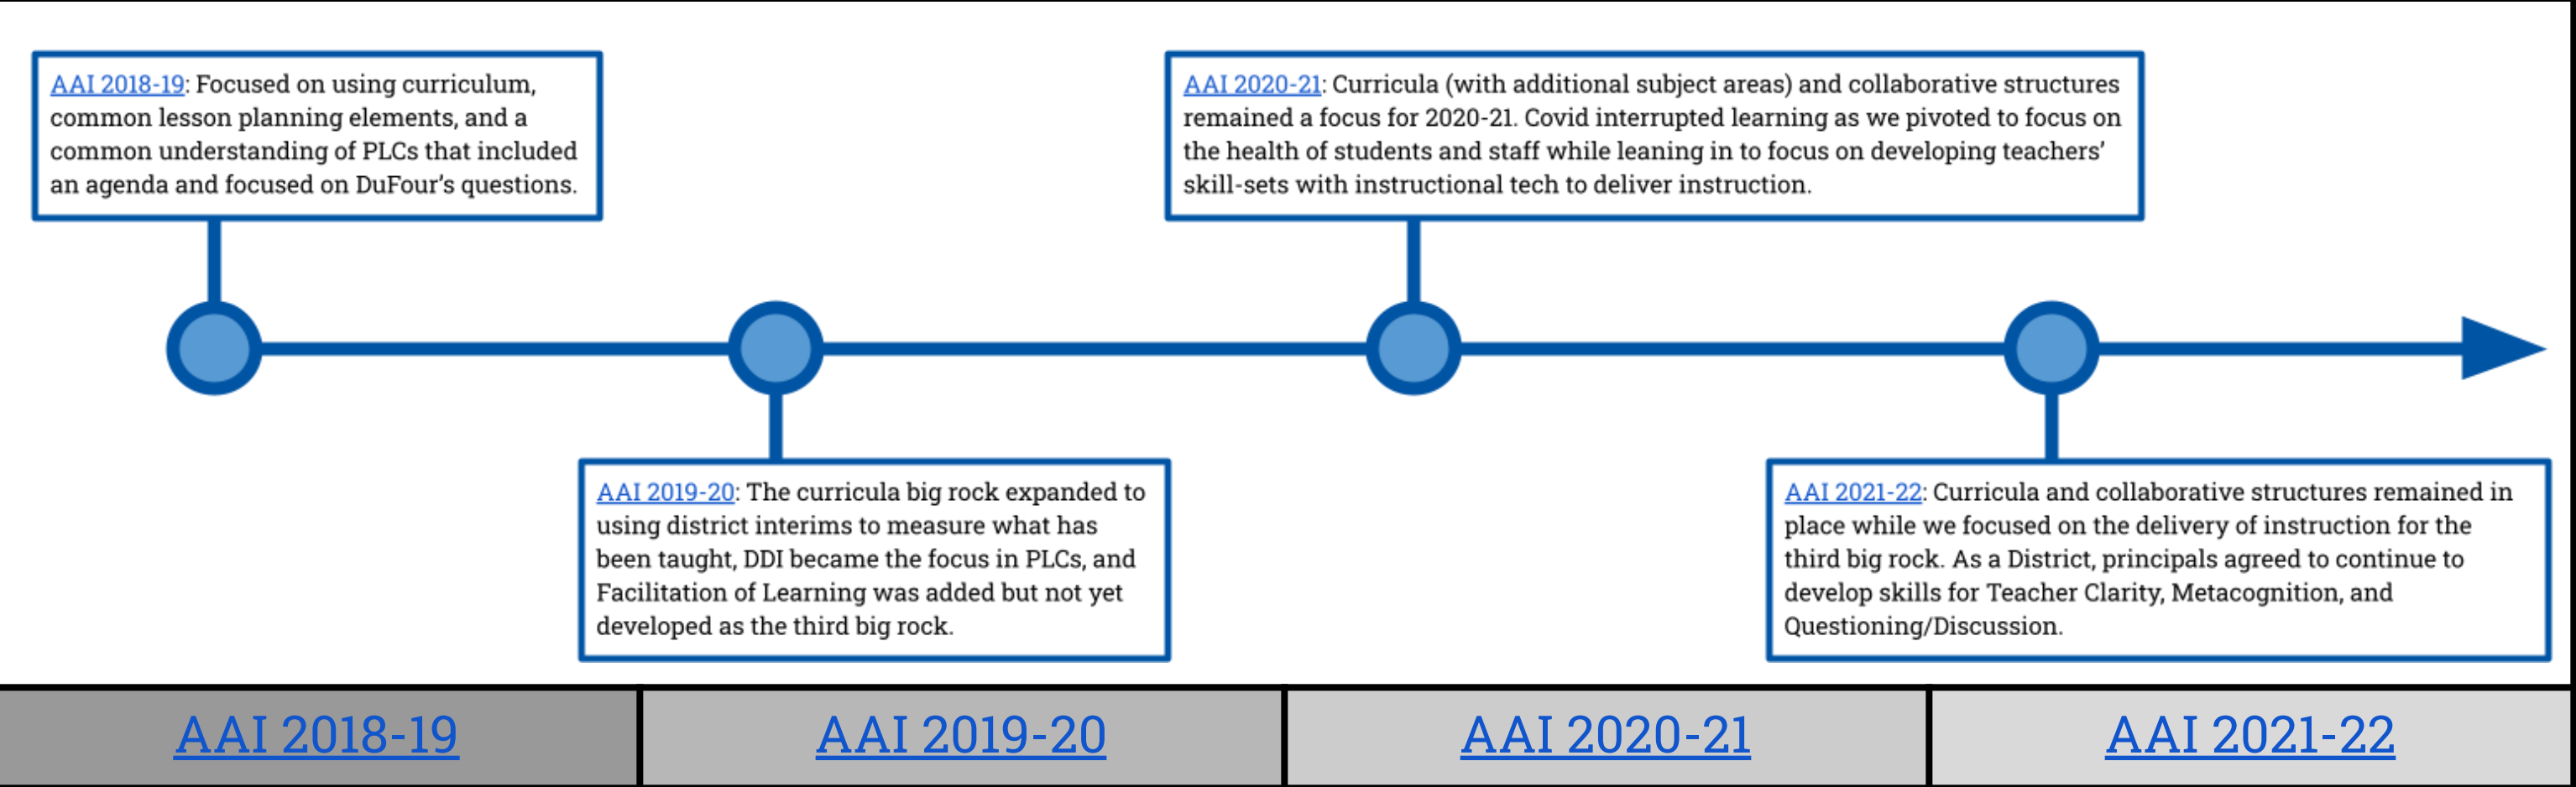 AAI 2018-19: Focused on using curriculum,
common lesson planning elements, and a
common understanding of PLCs that included
an agenda and focused on DuFour's questions.
AAI 2020-21: Curricula (with additional subject areas) and collaborative structures
remained a focus for 2020-21. Covid interrupted learning as we pivoted to focus on
the health of students and staff while leaning in to focus on developing teachers'
skill-sets with instructional tech to deliver instruction.
AAI 2019-20: The curricula big rock expanded to
using district interims to measure what has
been taught, DDI became the focus in PLCs, and
Facilitation of Learning was added but not yet
developed as the third big rock.
AAI 2021-22: Curricula and collaborative structures remained in
place while we focused on the delivery of instruction for the
third big rock. As a District, principals agreed to continue to
develop skills for Teacher Clarity, Metacognition, and
Questioning/Discussion.
AAI 2018-19
AAI 2019-20
AAI 2020-21
AAI 2021-22